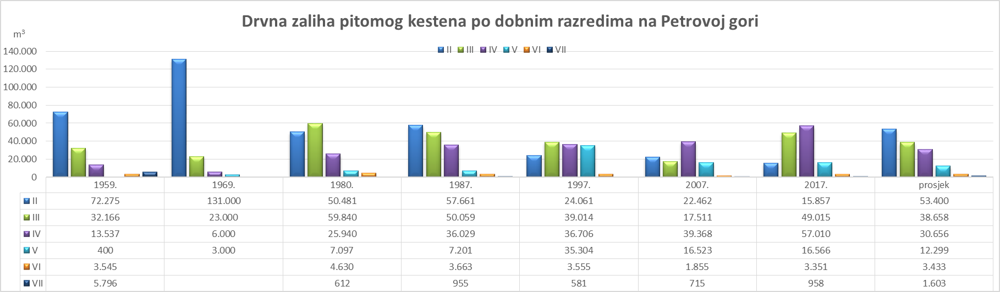 Drvna zaliha pitomog kestena po dobnim razredima na Petrovoj gori
m³
II III IV V VI VII
140.000
120.000
100.000
80.000
60.000
40.000
20.000
0
1959. 1969. 1980. 1987. 1997. 2007. 2017. prosjek
II 72.275 131.000 50.481 57.661 24.061 22.462 15.857 53.400
III 32.166 23.000 59.840 50.059 39.014 17.511 49.015 38.658
IV 13.537 6.000 25.940 36.029 36.706 39.368 57.010 30.656
V 400 3.000 7.097 7.201 35.304 16.523 16.566 12.299
VI 3.545 4.630 3.663 3.555 1.855 3.351 3.433
VII 5.796 612 955 581 715 958 1.603